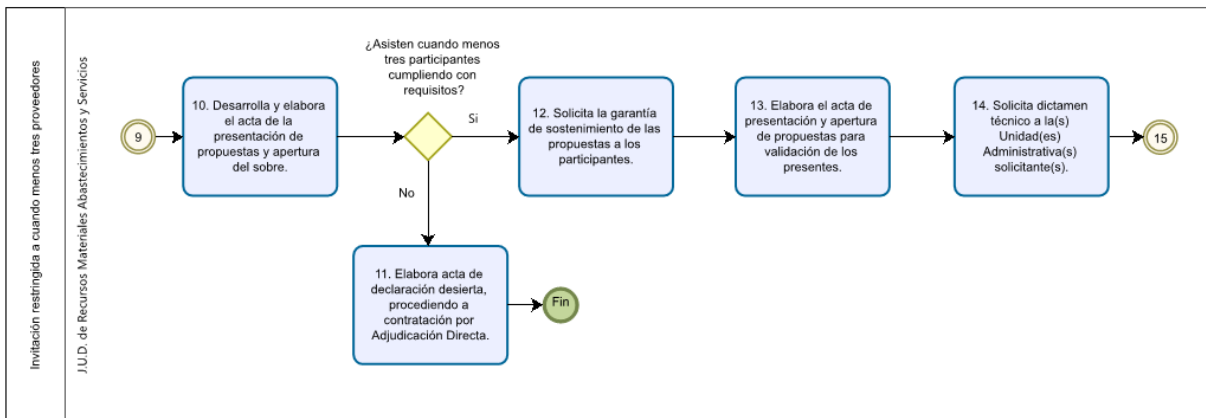 Invitación restringida a cuando menos tres proveedores
J.U.D. de Recursos Materiales Abastecimientos y Servicios
9
10. Desarrolla y elabora
el acta de la
presentación de
propuestas y apertura
del sobre.
¿Asisten cuando menos
tres participantes
cumpliendo con
requisitos?
Si
No
11. Elabora acta de
declaración desierta,
procediendo a
contratación por
Adjudicación Directa.
Fin
12. Solicita la garantía
de sostenimiento de las
propuestas a los
participantes.
13. Elabora el acta de
presentación y apertura
de propuestas para
validación de los
presentes.
14. Solicita dictamen
técnico a la(s)
Unidad(es)
Administrativa(s)
solicitante(s).
15